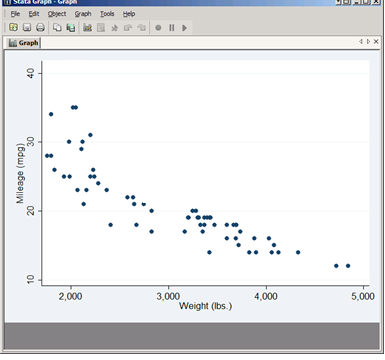 Stata Graph - Graph
File Edit Object Graph Tools Help
Graph
Mileage (mpg)
40
30
20
10
2,000 3,000 4,000 5,000
Weight (lbs.)